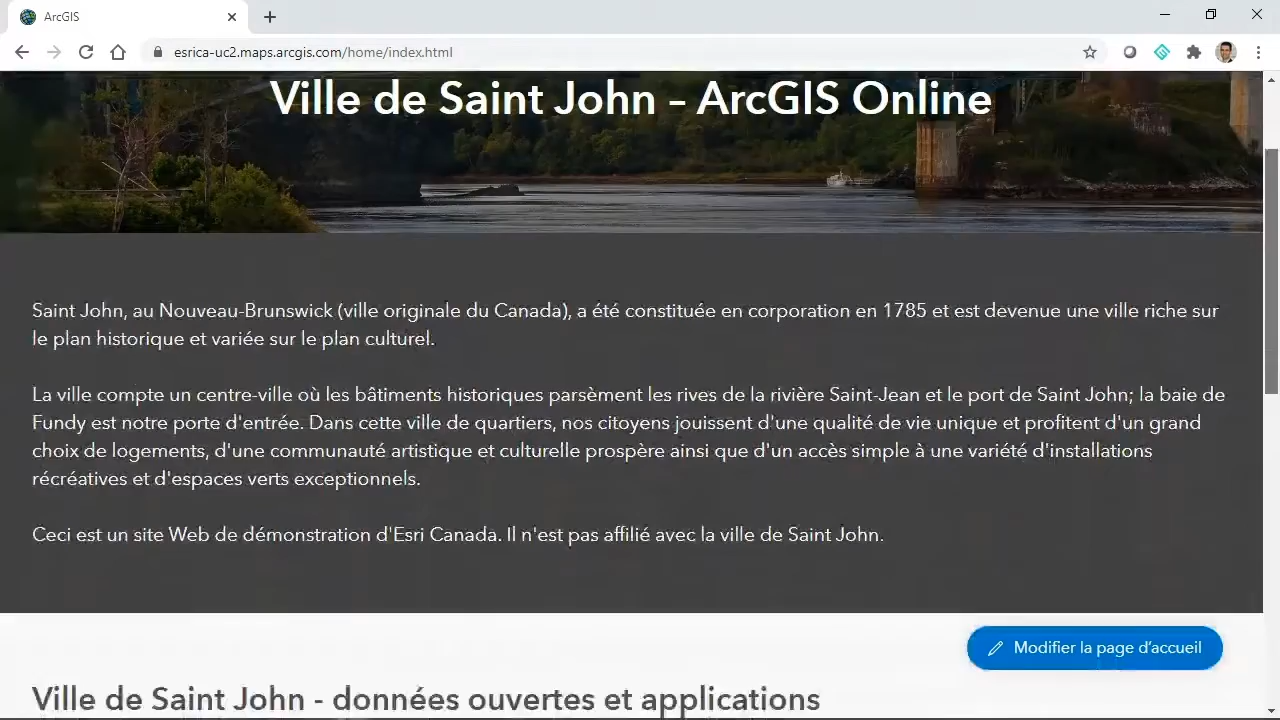 ArcGIS
esrica-uc2.maps.arcgis.com/home/index.html
Ville de Saint John – ArcGIS Online
Saint John, au Nouveau-Brunswick (ville originale du Canada), a été constituée en corporation en 1785 et est devenue une ville riche sur
le plan historique et variée sur le plan culturel.
La ville compte un centre-ville où les bâtiments historiques parsèment les rives de la rivière Saint-Jean et le port de Saint John; la baie de
Fundy est notre porte d'entrée. Dans cette ville de quartiers, nos citoyens jouissent d'une qualité de vie unique et profitent d'un grand
choix de logements, d'une communauté artistique et culturelle prospère ainsi que d'un accès simple à une variété d'installations
récréatives et d'espaces verts exceptionnels.
Ceci est un site Web de démonstration d'Esri Canada. Il n'est pas affilié avec la ville de Saint John.
Modifier la page d’accueil
Ville de Saint John - données ouvertes et applications